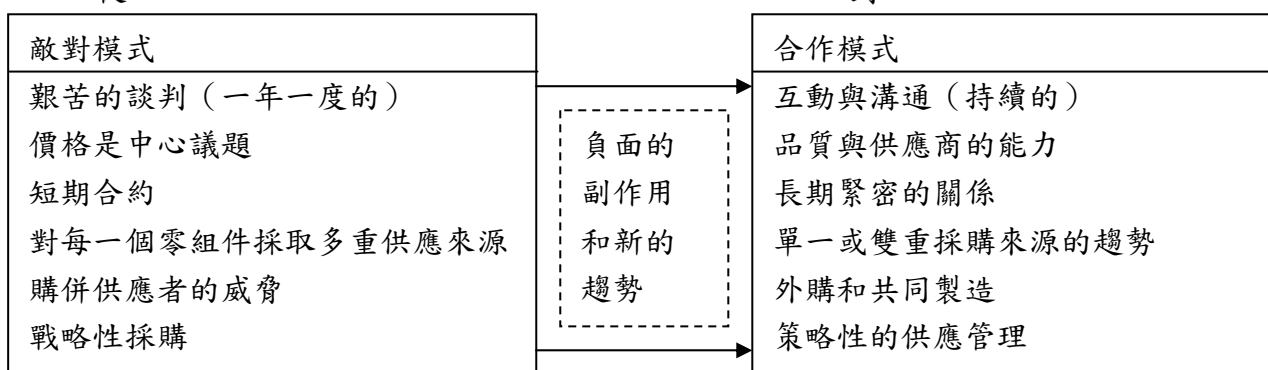 敵對模式
艱苦的談判（一年一度的）
價格是中心議題
短期合約
對每一個零組件採取多重供應來源
購併供應者的威脅
戰略性採購
負面的
副作用
和新的
趨勢
合作模式
互動與溝通（持續的）
品質與供應商的能力
長期緊密的關係
單一或雙重採購來源的趨勢
外購和共同製造
策略性的供應管理